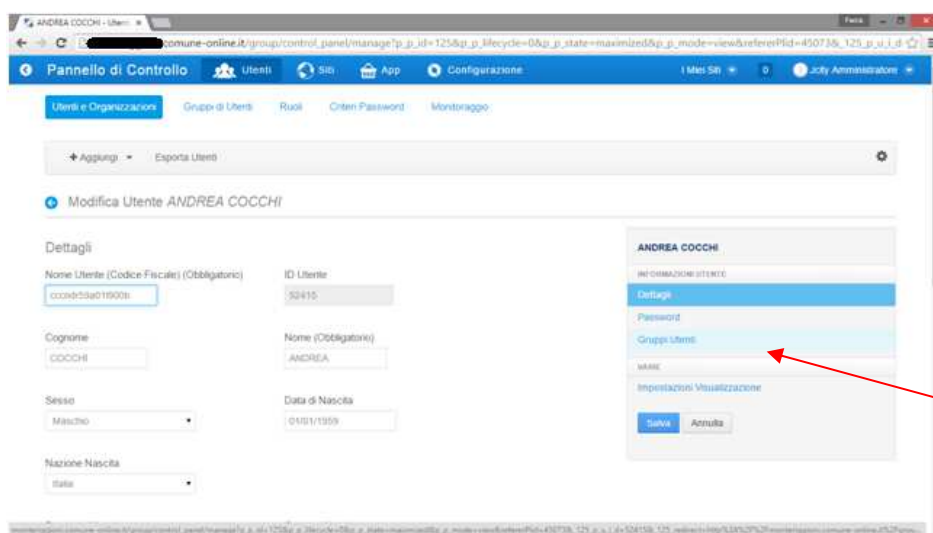 ANDREA COCCHI - Utenti
comune-online.it/group/control_panel/manage?p_p_id=125&p_p_lifecycle=0&p_p_state=maximized&p_p_mode=view&refererPlid=45073&_125_p_u_i_d
Pannello di Controllo Utenti Siti App Configurazione I Miei Siti 0 Jcity Amministratore
Utenti e Organizzazioni Gruppi di Utenti Ruoli Criteri Password Monitoraggio
+ Aggiungi Esporta Utenti
Modifica Utente ANDREA COCCHI
Dettagli
Nome Utente (Codice Fiscale) (Obbligatorio) ID Utente
52415
Cognome Nome (Obbligatorio)
COCCHI ANDREA
Sesso Data di Nascita
Maschio 01/01/1959
Nazione Nascita
Italia
ANDREA COCCHI
INFORMAZIONI UTENTE
Dettagli
Password
Gruppi Utenti
Impostazioni Visualizzazione
Salva Annulla